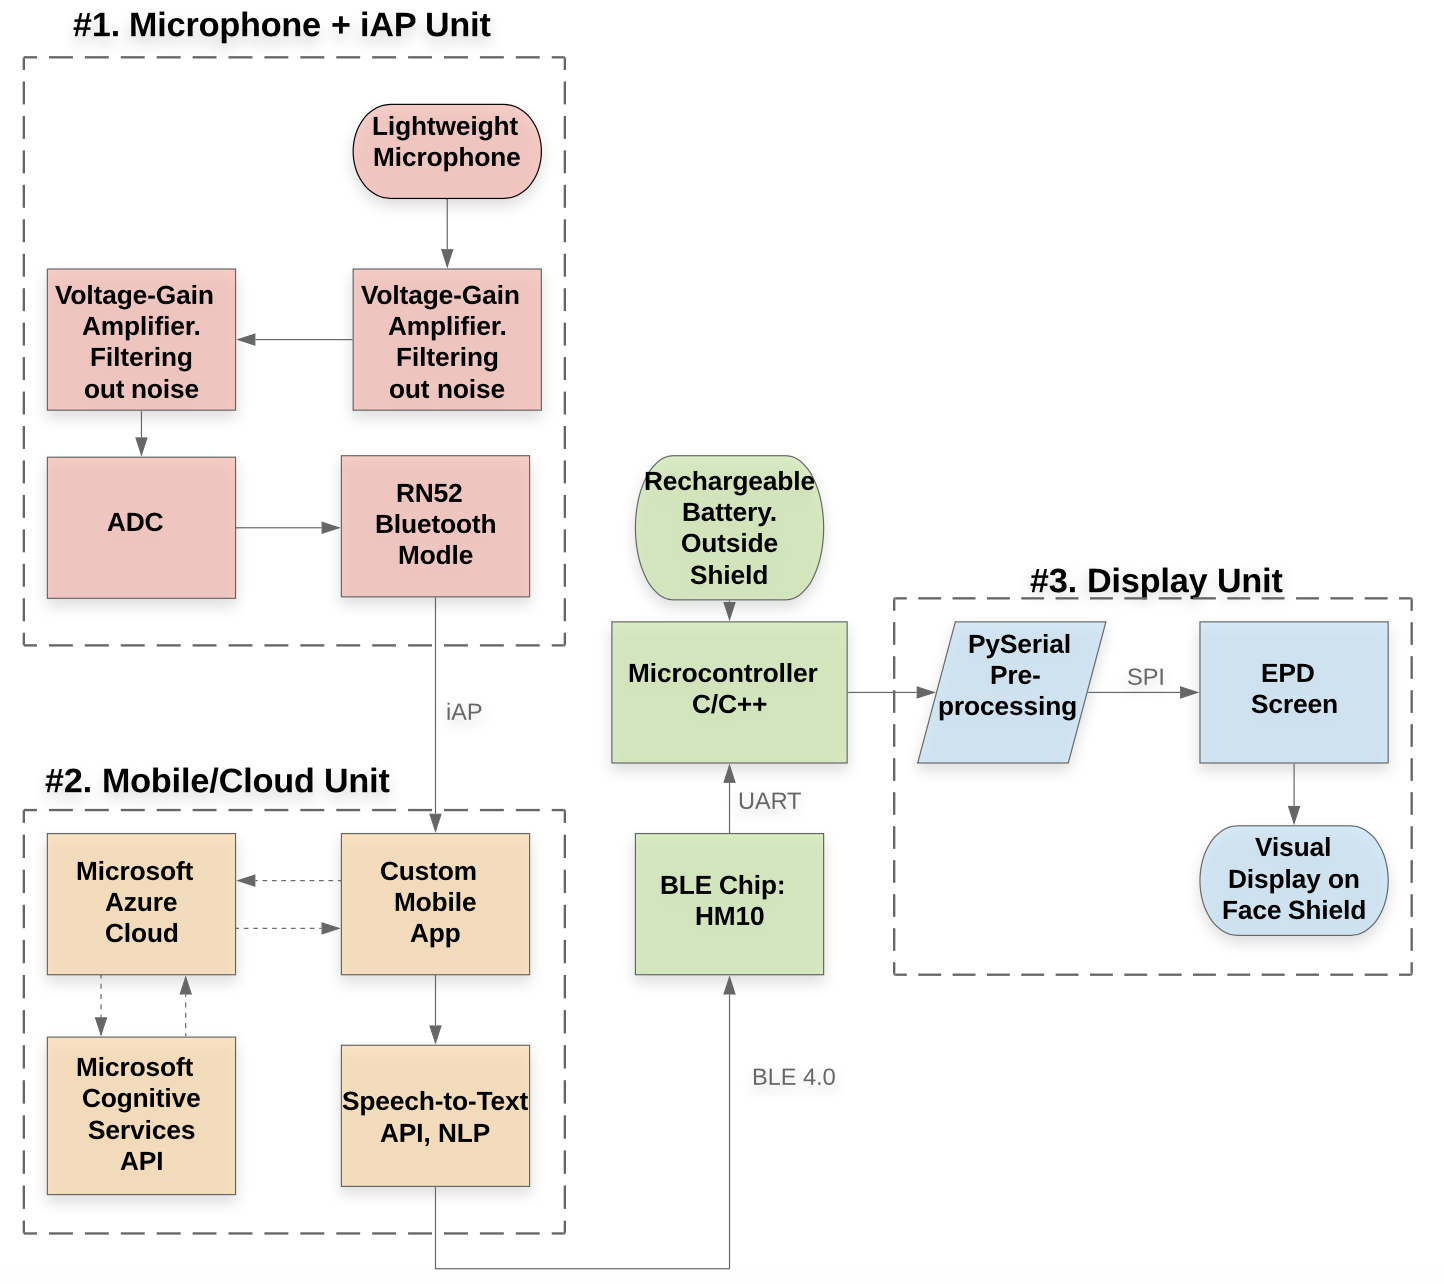 #1. Microphone + iAP Unit
Lightweight
Microphone
Voltage-Gain
Amplifier.
Filtering
out noise
Voltage-Gain
Amplifier.
Filtering
out noise
ADC
RN52
Bluetooth
Modle
iAP
#2. Mobile/Cloud Unit
Microsoft
Azure
Cloud
Custom
Mobile
App
Microsoft
Cognitive
Services
API
Speech-to-Text
API, NLP
Rechargeable
Battery.
Outside
Shield
Microcontroller
C/C++
UART
BLE Chip:
HM10
BLE 4.0
#3. Display Unit
PySerial
Pre-
processing
SPI
EPD
Screen
Visual
Display on
Face Shield